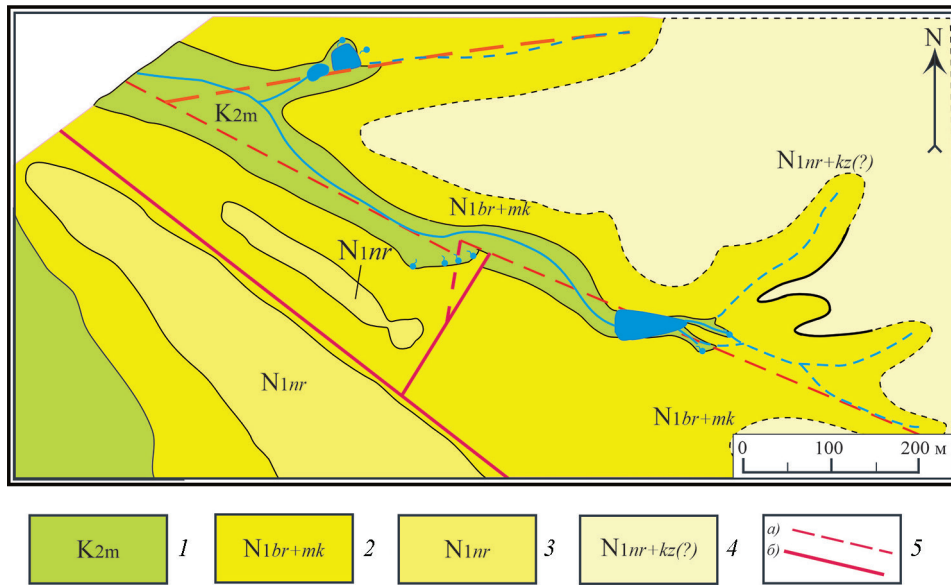 N
K2m
N1nr+kz(?)
N1br+mk
N1nr
N1nr
N1br+mk
0 100 200 м
K2m 1
N1br+mk 2
N1nr 3
N1nr+kz(?) 4
а)
б)
5